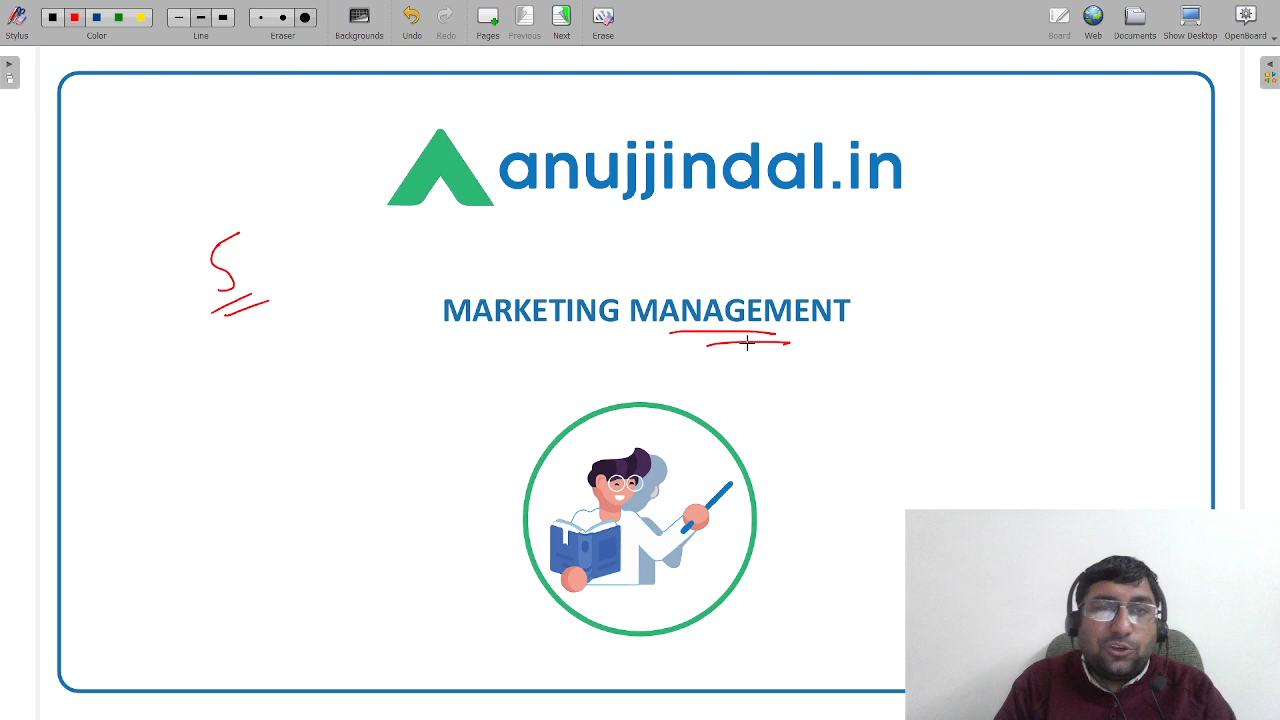 Stylus
Color
Line
Eraser
Backgrounds
Undo
Redo
Pages
Previous
Next
Erase
Board
Web
Documents
Show Desktop
OpenBoard
anujjindal.in
S
MARKETING MANAGEMENT